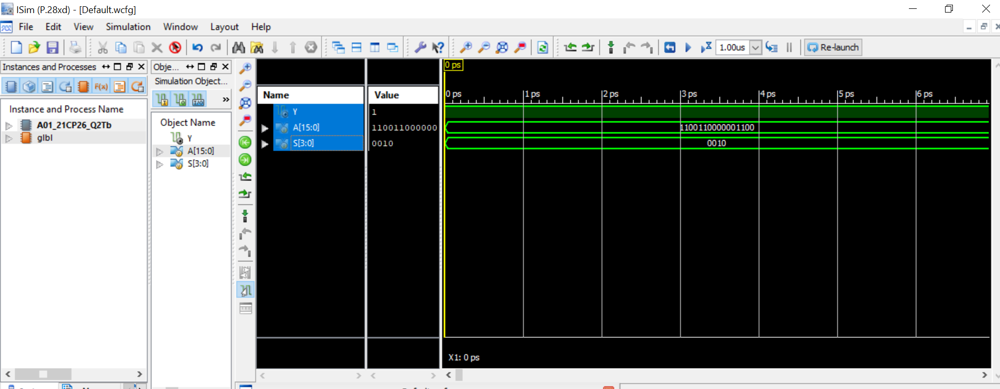 ISim (P.28xd) - [Default.wcfg]
File Edit View Simulation Window Layout Help
1.00us Re-launch
Instances and Processes
F(x)
Instance and Process Name
A01_21CP26_Q2Tb
glbl
Obje...
Simulation Object...
I O I/O »
Object Name
Y
A[15:0]
S[3:0]
Name
Y
A[15:0]
S[3:0]
Value
1
110011000000
0010
0 ps
0 ps 1 ps 2 ps 3 ps 4 ps 5 ps 6 ps
1100110000001100
0010
X1: 0 ps